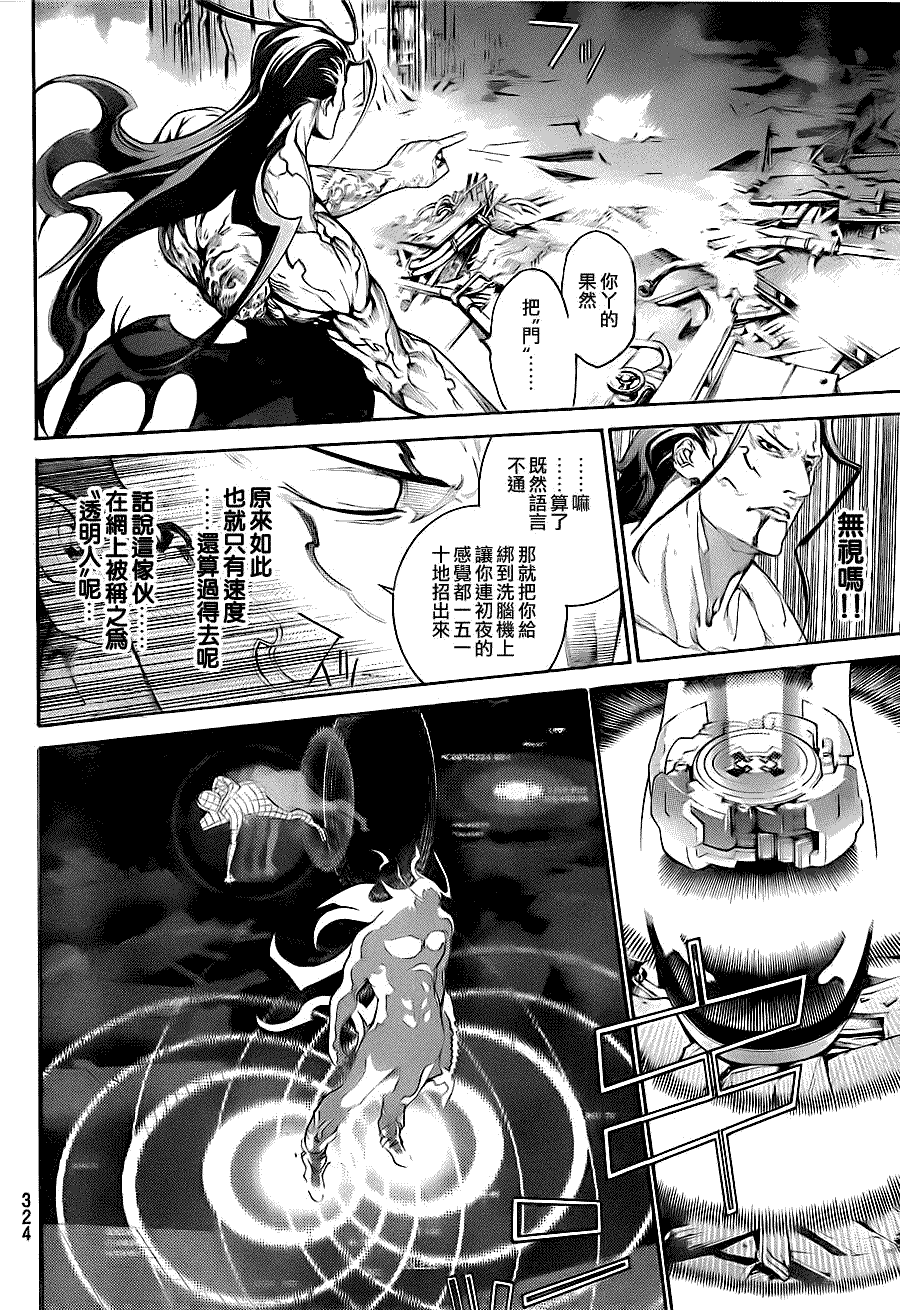 フ
你丫的
果然
把〝門〞……
無視嗎!!
……嘛
……算了
既然語言
不通
那就把你給
綁到洗腦機上
讓你連初夜的
感覺都一五一
十地招出來
原來如此
也就只有速度
……還算過得去呢
話說這傢伙……
在網上被稱之為
〝透明人〞呢…
324